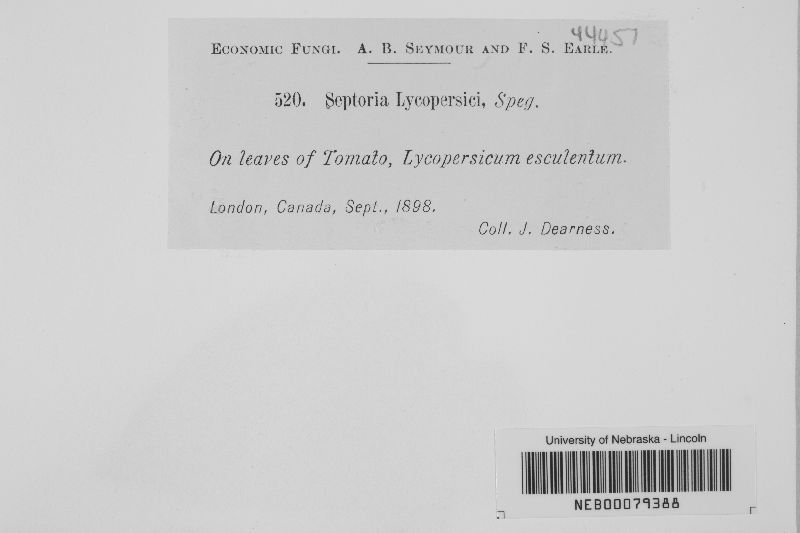 44457
ECONOMIC FUNGI. A. B. SEYMOUR AND F. S. EARLE.
520. Septoria Lycopersici, Speg.
On leaves of Tomato, Lycopersicum esculentum.
London, Canada, Sept., 1898.
Coll. J. Dearness.
University of Nebraska - Lincoln
NEB00079388